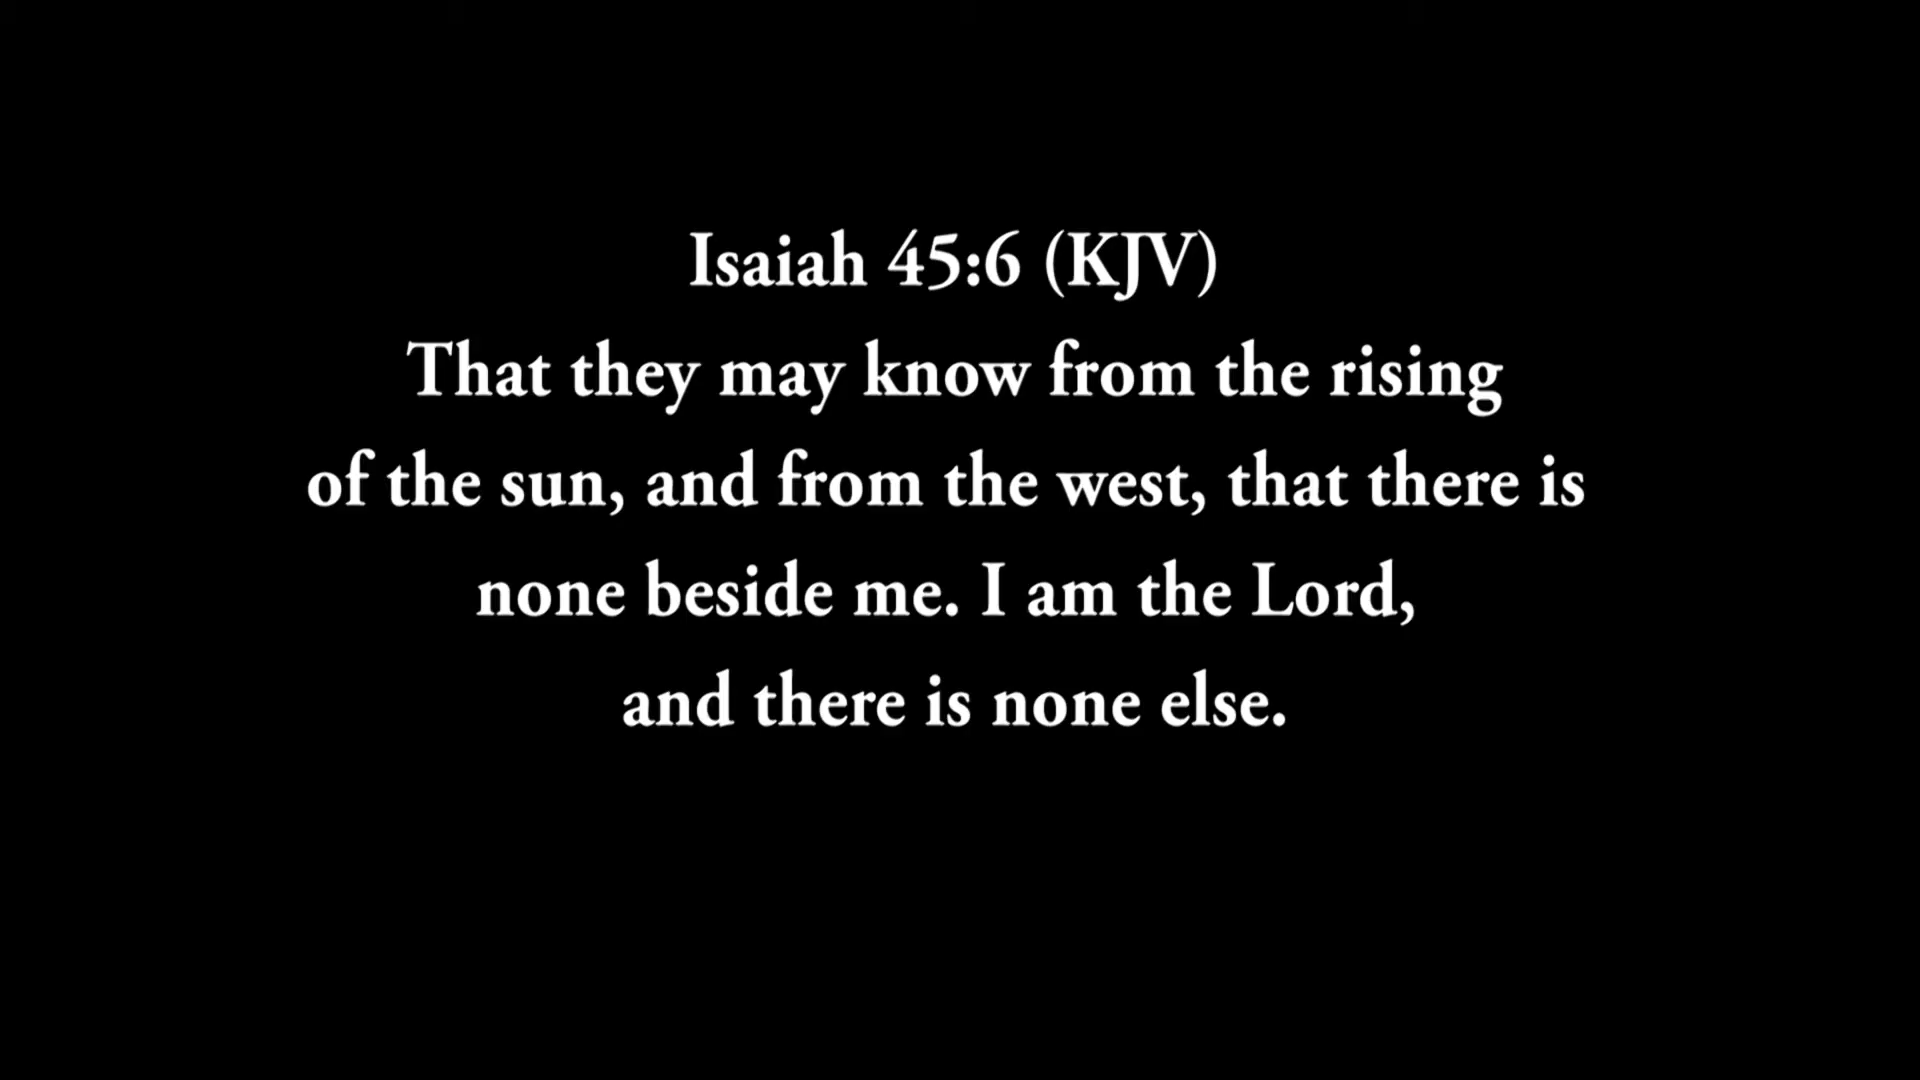 Isaiah 45:6 (KJV)
That they may know from the rising
of the sun, and from the west, that there is
none beside me. I am the Lord,
and there is none else.